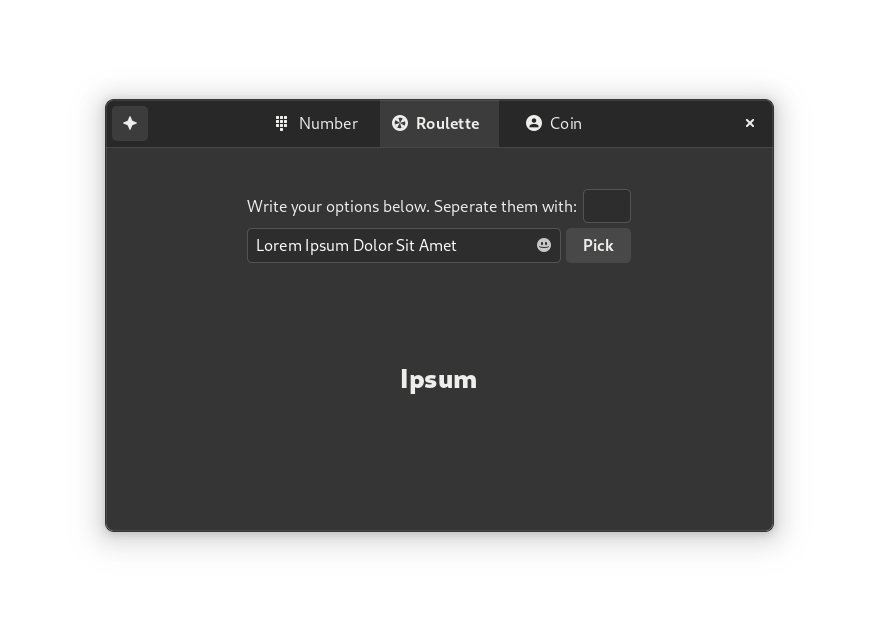 Number Roulette Coin
Write your options below. Seperate them with:
Lorem Ipsum Dolor Sit Amet Pick
Ipsum